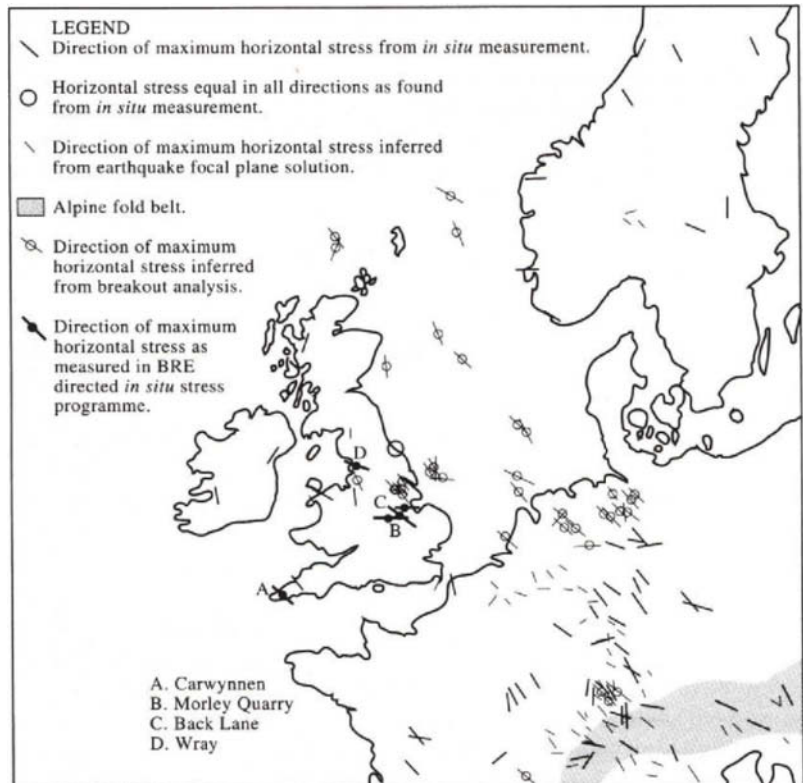 LEGEND
Direction of maximum horizontal stress from in situ measurement.
Horizontal stress equal in all directions as found
from in situ measurement.
Direction of maximum horizontal stress inferred
from earthquake focal plane solution.
Alpine fold belt.
Direction of maximum
horizontal stress inferred
from breakout analysis.
Direction of maximum
horizontal stress as
measured in BRE
directed in situ stress
programme.
D
C
B
A
A. Carwynnen
B. Morley Quarry
C. Back Lane
D. Wray